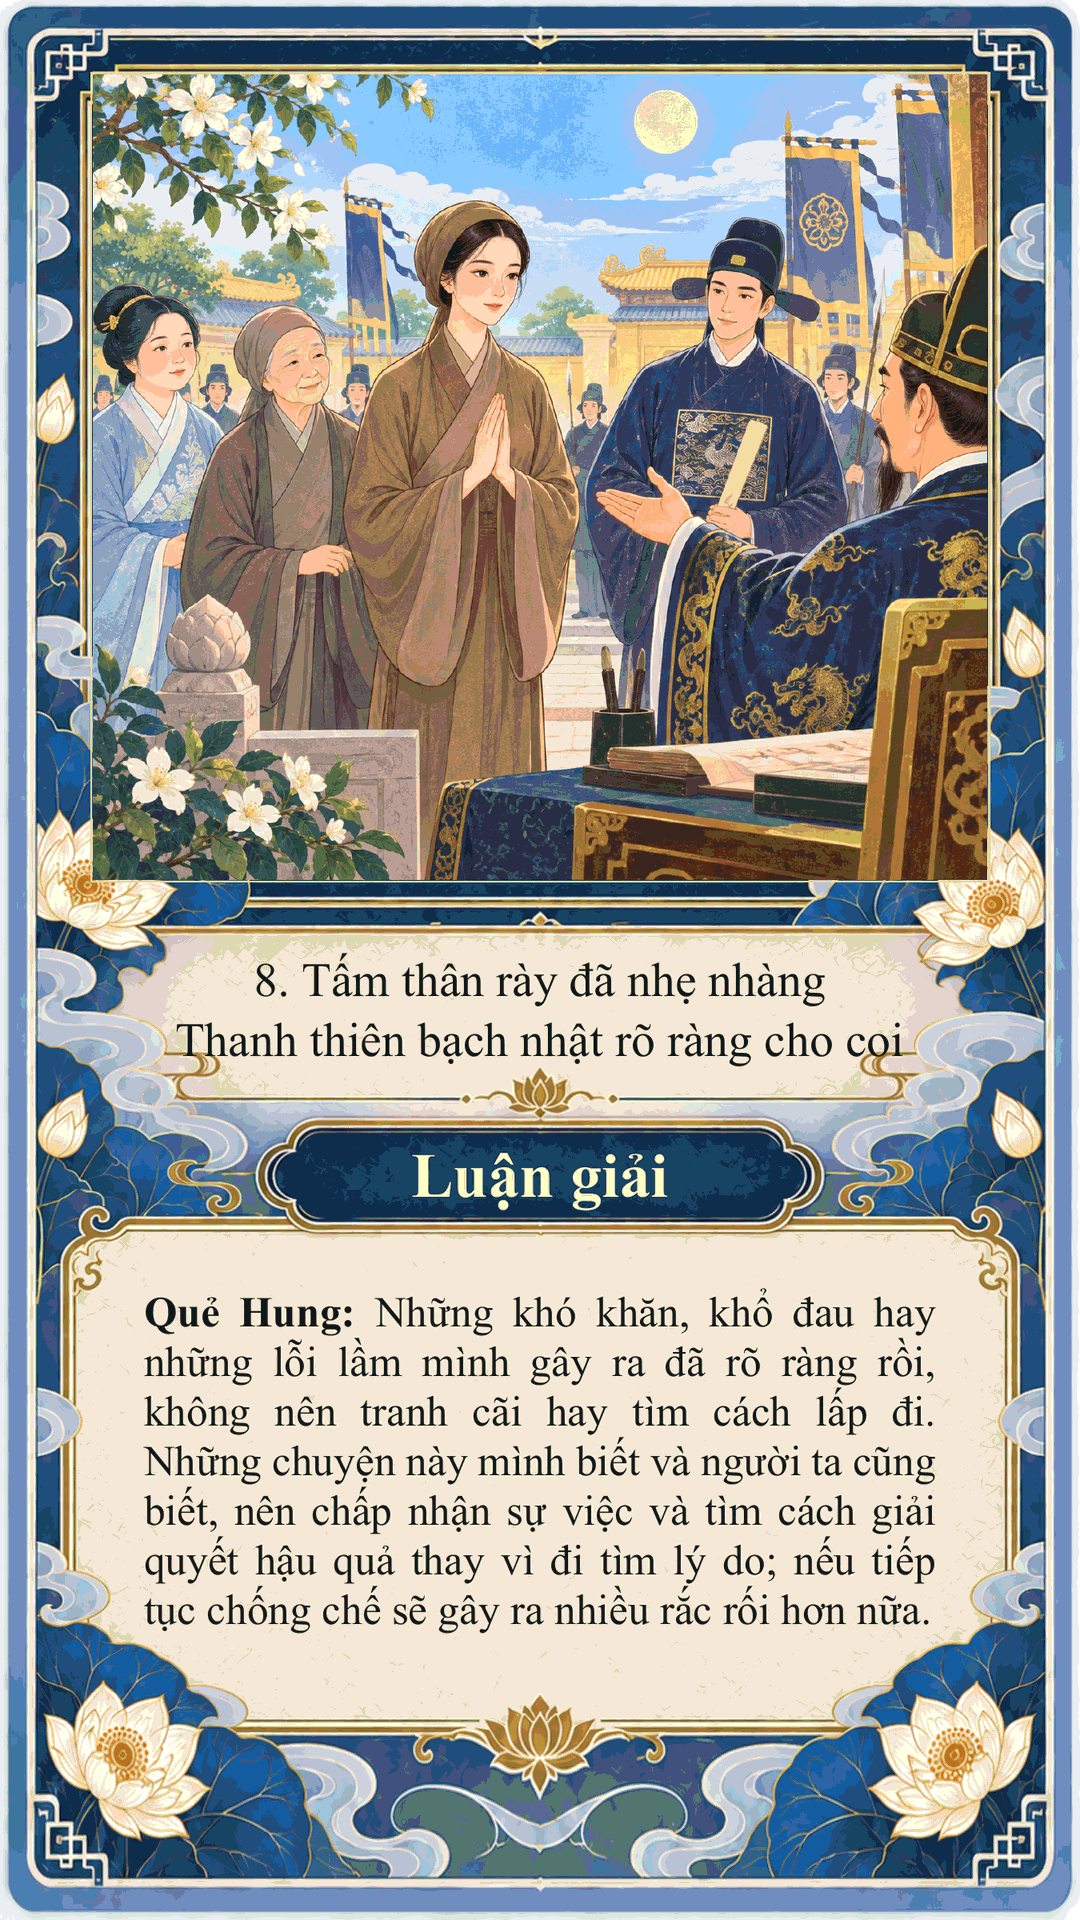 8. Tấm thân rày đã nhẹ nhàng
Thanh thiên bạch nhật rõ ràng cho coi
Luận giải
Quẻ Hung: Những khó khăn, khổ đau hay
những lỗi lầm mình gây ra đã rõ ràng rồi,
không nên tranh cãi hay tìm cách lấp đi.
Những chuyện này mình biết và người ta cũng
biết, nên chấp nhận sự việc và tìm cách giải
quyết hậu quả thay vì đi tìm lý do; nếu tiếp
tục chống chế sẽ gây ra nhiều rắc rối hơn nữa.